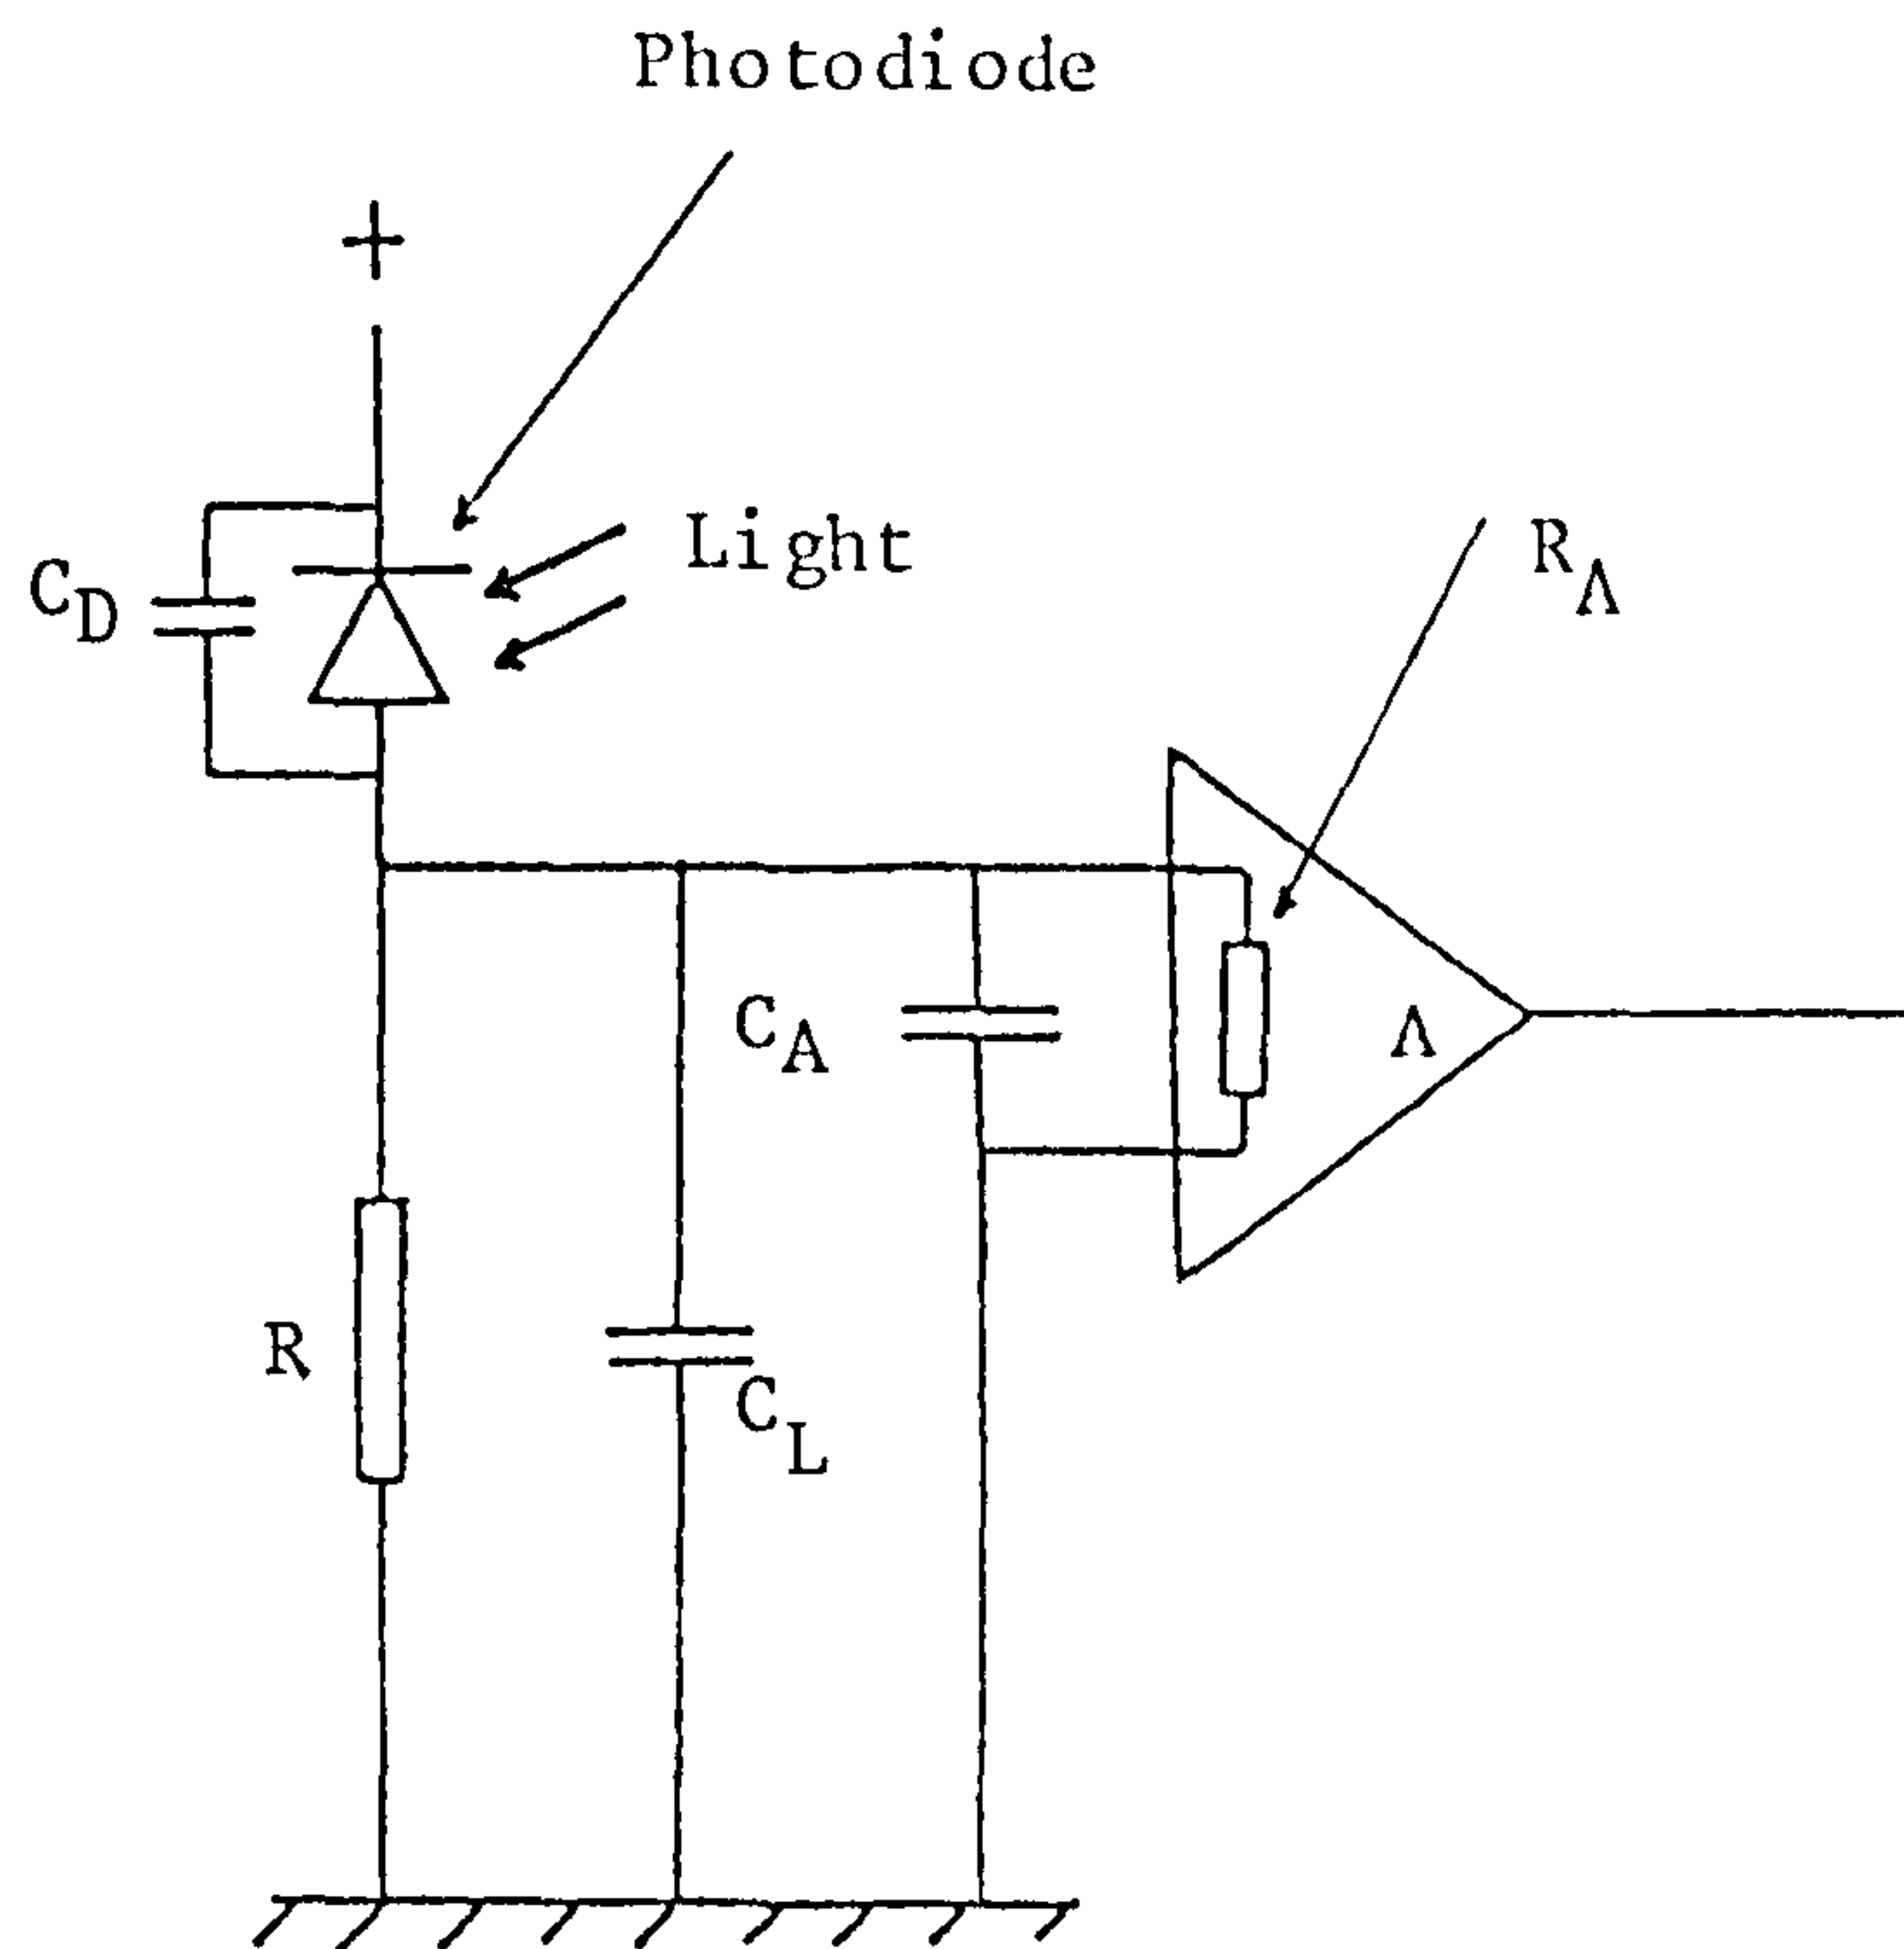 Photodiode
+
Light
C_D
R_A
C_A
A
R
C_L